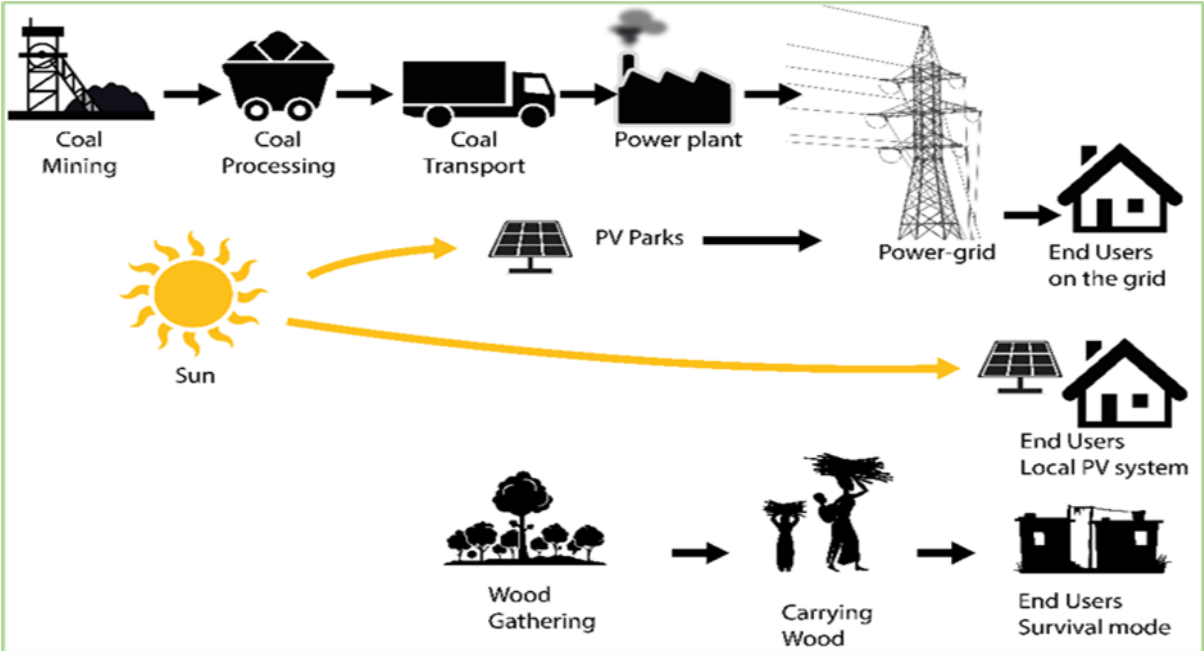 Coal
Mining
Coal
Processing
Coal
Transport
Power plant
PV Parks
Power-grid
End Users
on the grid
Sun
End Users
Local PV system
Wood
Gathering
Carrying
Wood
End Users
Survival mode